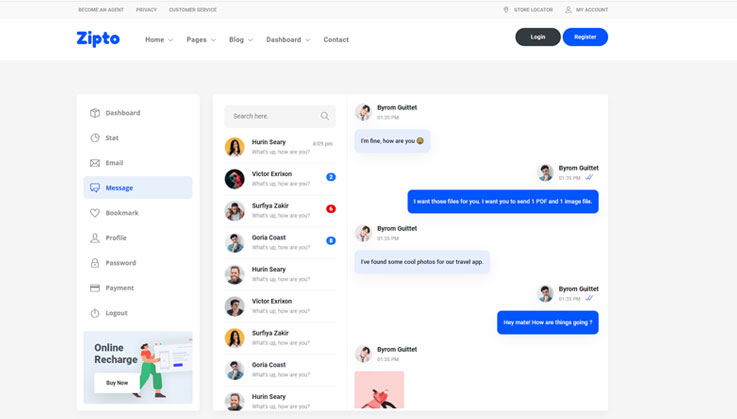 BECOME AN AGENT PRIVACY CUSTOMER SERVICE STORE LOCATOR MY ACCOUNT
Zipto Home Pages Blog Dashboard Contact Login Register
Dashboard
Stat
Email
Message
Bookmark
Profile
Password
Payment
Logout
Online
Recharge
Buy Now
Search here.
Hurin Seary 4:09 pm
What's up, how are you?
Victor Exrixon 2
What's up, how are you?
Surfiya Zakir 6
What's up, how are you?
Goria Coast 8
What's up, how are you?
Hurin Seary
What's up, how are you?
Victor Exrixon
What's up, how are you?
Surfiya Zakir
What's up, how are you?
Goria Coast
What's up, how are you?
Hurin Seary
What's up, how are you?
Byrom Guittet
01:35 PM
I'm fine, how are you 😂
Byrom Guittet
01:35 PM
I want those files for you. I want you to send 1 PDF and 1 image file.
Byrom Guittet
01:35 PM
I've found some cool photos for our travel app.
Byrom Guittet
01:35 PM
Hey mate! How are things going ?
Byrom Guittet
01:35 PM